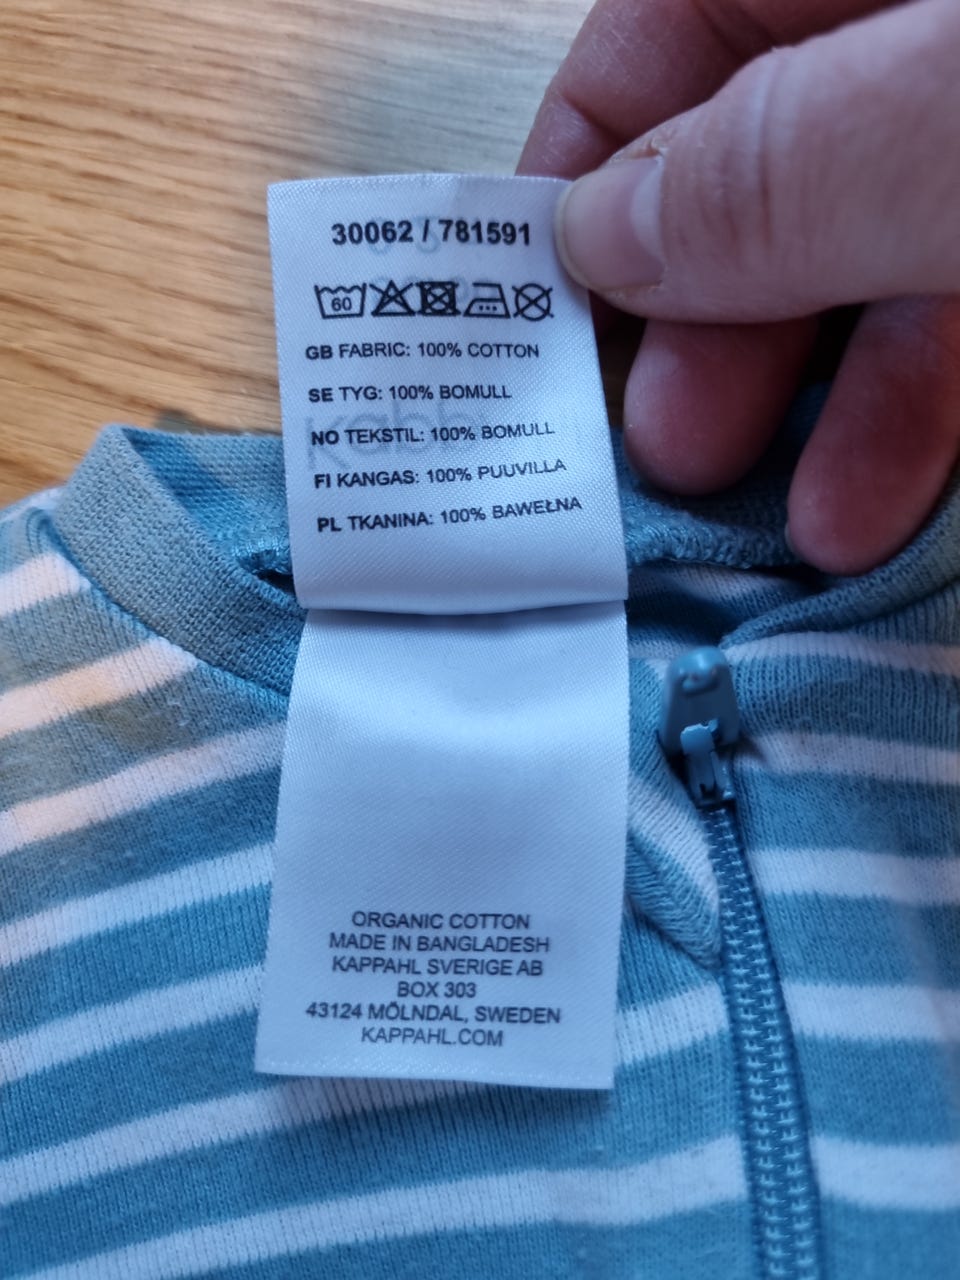 30062 / 781591
60
GB FABRIC: 100% COTTON
SE TYG: 100% BOMULL
NO TEKSTIL: 100% BOMULL
FI KANGAS: 100% PUUVILLA
PL TKANINA: 100% BAWEŁNA
ORGANIC COTTON
MADE IN BANGLADESH
KAPPAHL SVERIGE AB
BOX 303
43124 MÖLNDAL, SWEDEN
KAPPAHL.COM